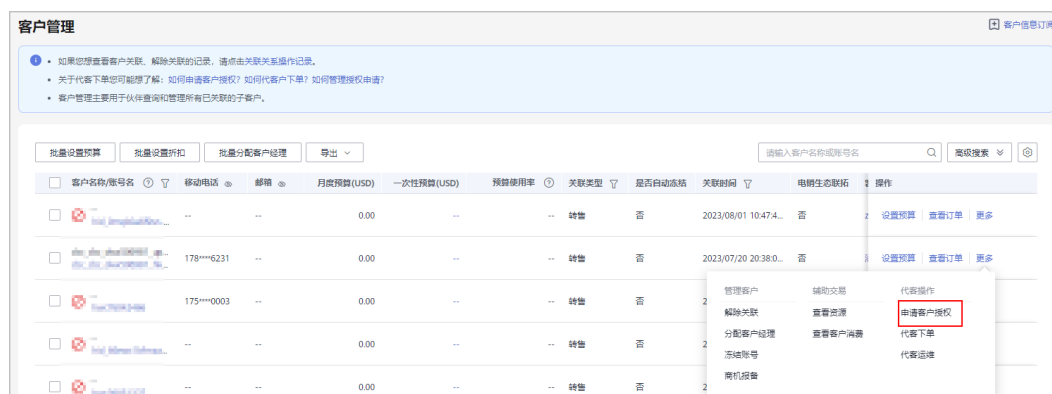 客户管理
客户信息订阅
如果您想查看客户关联、解除关联的记录，请点击关联关系操作记录。
关于代客下单您可能想了解：如何申请客户授权？如何代客户下单？如何管理授权申请？
客户管理主要用于伙伴查询和管理所有已关联的子客户。
批量设置预算 批量设置折扣 批量分配客户经理 导出 请输入客户名称或账号名 高级搜索
客户名称/账号名 移动电话 邮箱 月度预算(USD) 一次性预算(USD) 预算使用率 关联类型 是否自动冻结 关联时间 电销生态联拓 操作
-- -- 0.00 -- -- 转售 否 2023/08/01 10:47:4... 否 设置预算 查看订单 更多
178****6231 -- 0.00 -- -- 转售 否 2023/07/20 20:38:0... 否 设置预算 查看订单 更多
175****0003 -- 0.00 -- -- 转售 否 2
-- -- 0.00 -- -- 转售 否 2
-- -- 0.00 -- -- 转售 否 2
管理客户 辅助交易 代客操作
解除关联 查看资源 申请客户授权
分配客户经理 查看客户消费 代客下单
冻结账号 代客运维
商机报备